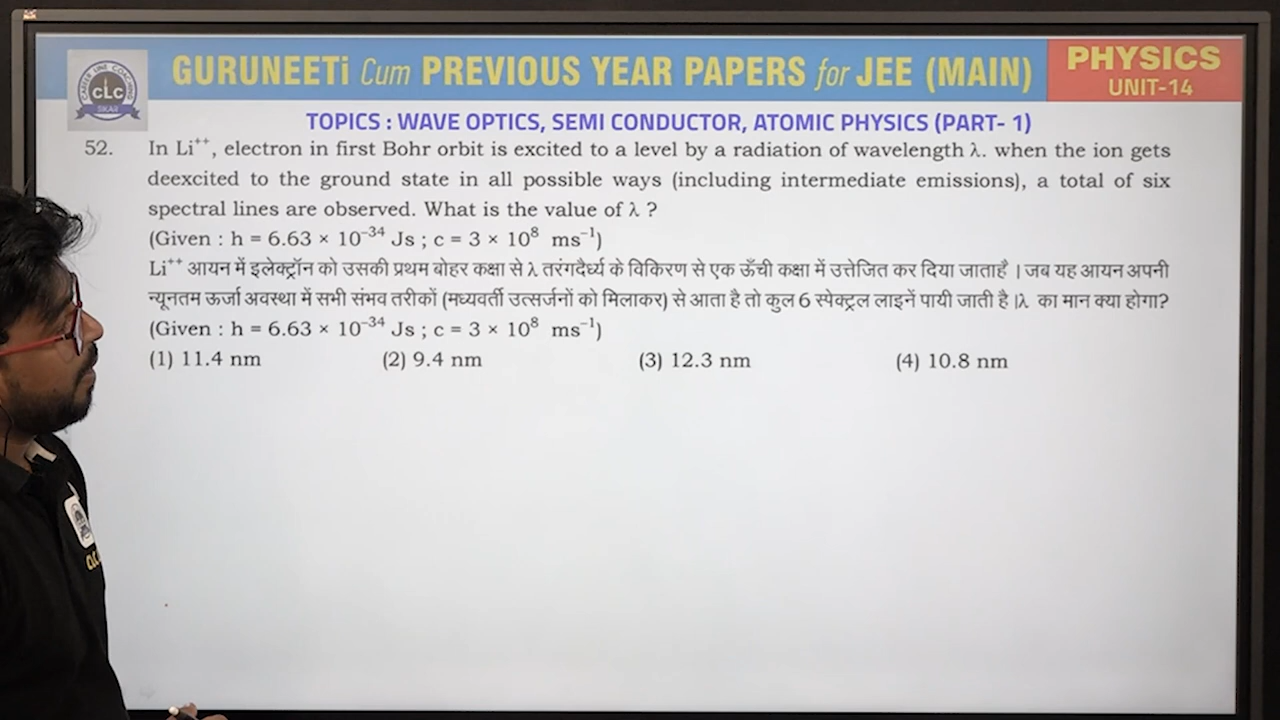 GURUNEETi Cum PREVIOUS YEAR PAPERS for JEE (MAIN)
PHYSICS
UNIT-14
CLC
SIKAR
TOPICS : WAVE OPTICS, SEMI CONDUCTOR, ATOMIC PHYSICS (PART- 1)
52. In Li⁺⁺, electron in first Bohr orbit is excited to a level by a radiation of wavelength λ. when the ion gets
deexcited to the ground state in all possible ways (including intermediate emissions), a total of six
spectral lines are observed. What is the value of λ ?
(Given : h = 6.63 × 10⁻³⁴ Js ; c = 3 × 10⁸ ms⁻¹)
Li⁺⁺ आयन में इलेक्ट्रॉन को उसकी प्रथम बोहर कक्षा से λ तरंगदैर्ध्य के विकिरण से एक ऊँची कक्षा में उत्तेजित कर दिया जाताहै । जब यह आयन अपनी
न्यूनतम ऊर्जा अवस्था में सभी संभव तरीकों (मध्यवर्ती उत्सर्जनों को मिलाकर) से आता है तो कुल 6 स्पेक्ट्रल लाइनें पायी जाती है ।λ का मान क्या होगा?
(Given : h = 6.63 × 10⁻³⁴ Js ; c = 3 × 10⁸ ms⁻¹)
(1) 11.4 nm (2) 9.4 nm (3) 12.3 nm (4) 10.8 nm